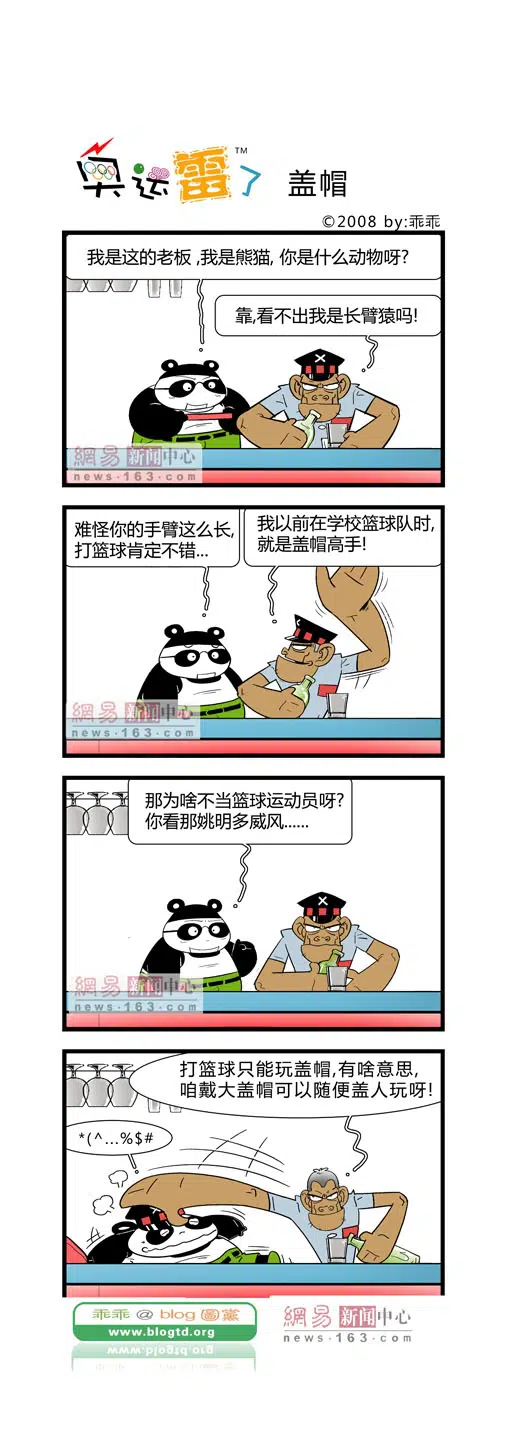 奥运雷了TM 盖帽
©2008 by:乖乖
我是这的老板 ,我是熊猫, 你是什么动物呀?
靠,看不出我是长臂猿吗!
網易 新闻中心
news·163·com
难怪你的手臂这么长,
打篮球肯定不错...
我以前在学校篮球队时,
就是盖帽高手!
網易 新闻中心
news·163·com
那为啥不当篮球运动员呀?
你看那姚明多威风......
網易 新闻中心
news·163·com
打篮球只能玩盖帽,有啥意思,
咱戴大盖帽可以随便盖人玩呀!
*(^...%$#
乖乖@blog圖黨
www.blogtd.org
網易 新闻中心
news·163·com